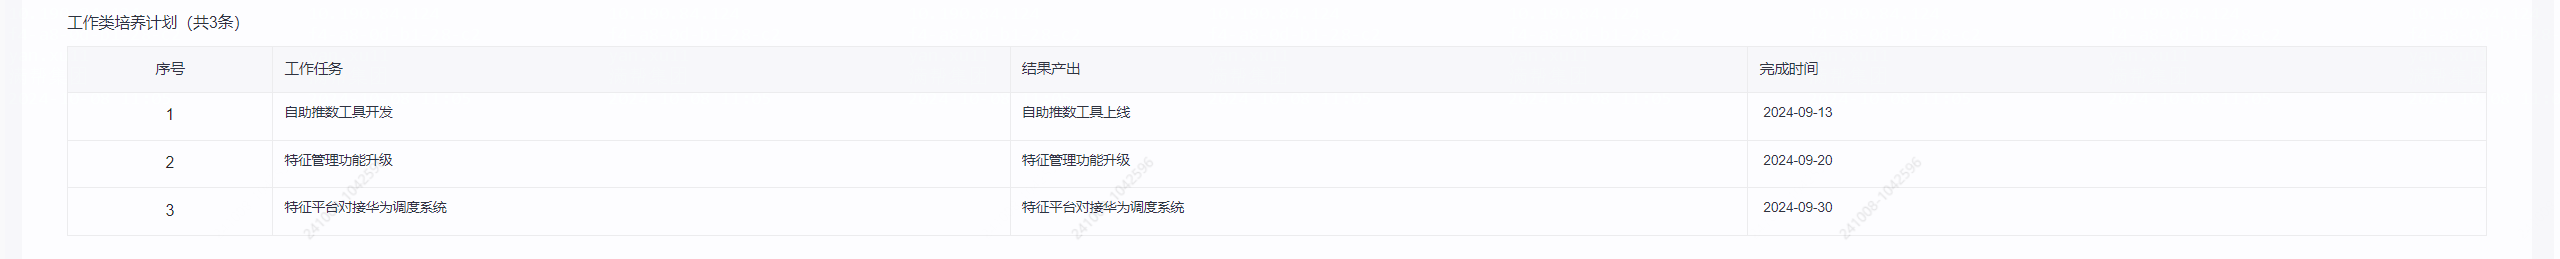 工作类培养计划（共3条）
序号 工作任务 结果产出 完成时间
1 自助推数工具开发 自助推数工具上线 2024-09-13
2 特征管理功能升级 特征管理功能升级 2024-09-20
3 特征平台对接华为调度系统 特征平台对接华为调度系统 2024-09-30
241008-1042596 241008-1042596 241008-1042596